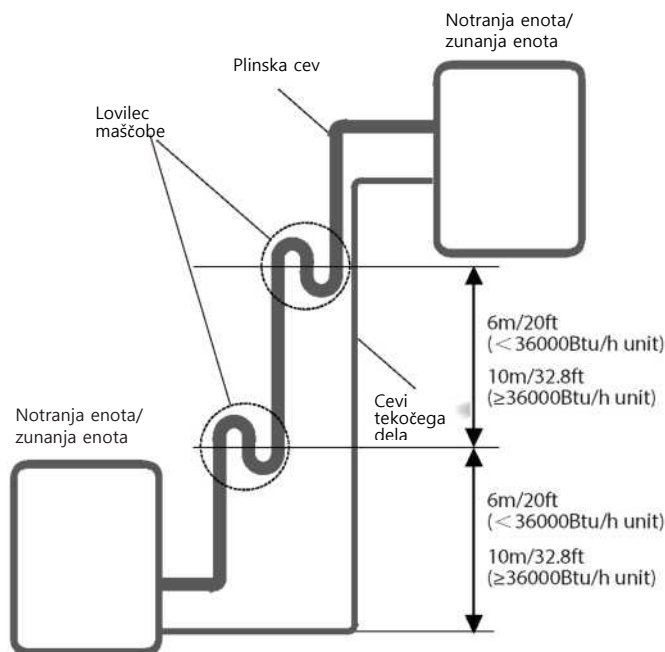 Notranja enota/
zunanja enota
Plinska cev
Lovilec
maščobe
6m/20ft
(<36000Btu/h unit)
10m/32.8ft
(≥36000Btu/h unit)
Cevi
tekočega
dela
Notranja enota/
zunanja enota
6m/20ft
(<36000Btu/h unit)
10m/32.8ft
(≥36000Btu/h unit)